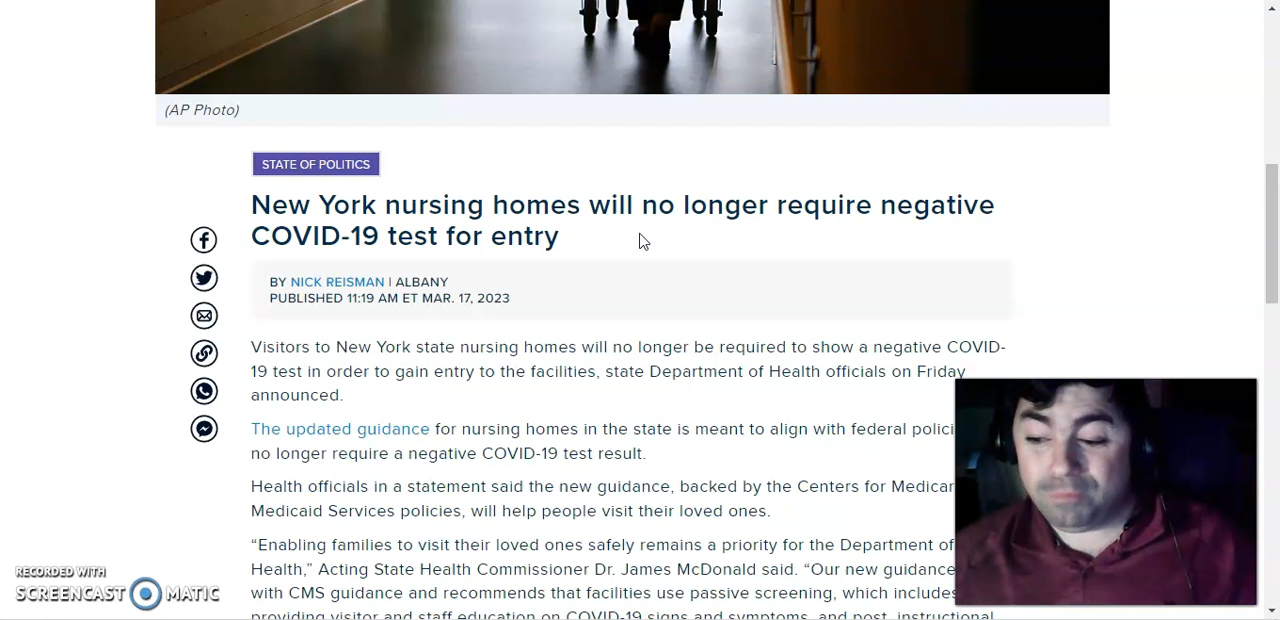 (AP Photo)
STATE OF POLITICS
New York nursing homes will no longer require negative
COVID-19 test for entry
BY NICK REISMAN | ALBANY
PUBLISHED 11:19 AM ET MAR. 17, 2023
Visitors to New York state nursing homes will no longer be required to show a negative COVID-
19 test in order to gain entry to the facilities, state Department of Health officials on Friday
announced.
The updated guidance for nursing homes in the state is meant to align with federal polici
no longer require a negative COVID-19 test result.
Health officials in a statement said the new guidance, backed by the Centers for Medicar
Medicaid Services policies, will help people visit their loved ones.
“Enabling families to visit their loved ones safely remains a priority for the Department of
Health,” Acting State Health Commissioner Dr. James McDonald said. “Our new guidance
with CMS guidance and recommends that facilities use passive screening, which includes
providing visitor and staff education on COVID-19 signs and symptoms, and post, instructional
RECORDED WITH
SCREENCAST MATIC